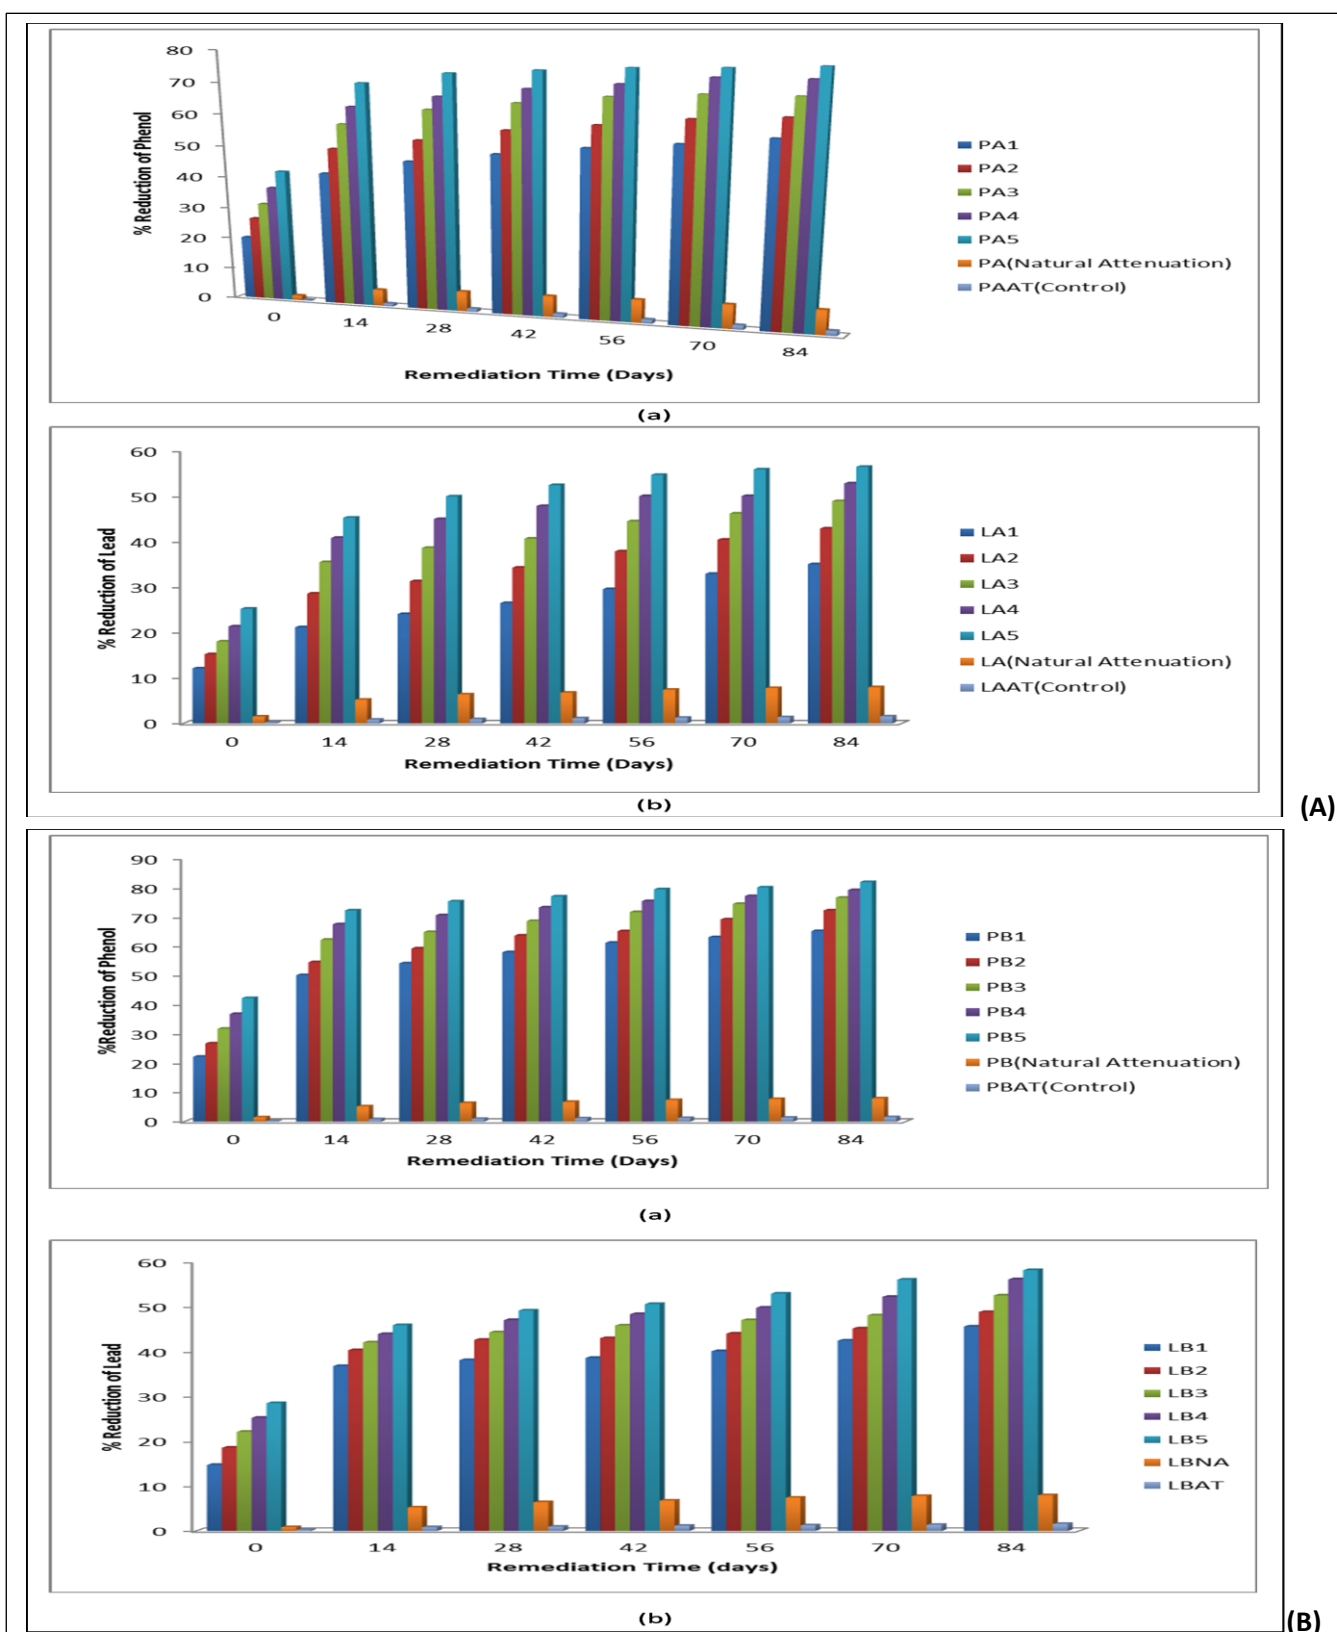 80
70
60
50
40
30
20
10
0
% Reduction of Phenol
0 14 28 42 56 70 84
Remediation Time (Days)
PA1
PA2
PA3
PA4
PA5
PA(Natural Attenuation)
PAAT(Control)
(a)
60
50
40
30
20
10
0
% Reduction of Lead
0 14 28 42 56 70 84
Remediation Time (Days)
LA1
LA2
LA3
LA4
LA5
LA(Natural Attenuation)
LAAT(Control)
(b)
(A)
90
80
70
60
50
40
30
20
10
0
%Reduction of Phenol
0 14 28 42 56 70 84
Remediation Time (Days)
PB1
PB2
PB3
PB4
PB5
PB(Natural Attenuation)
PBAT(Control)
(a)
60
50
40
30
20
10
0
% Reduction of Lead
0 14 28 42 56 70 84
Remediation Time (days)
LB1
LB2
LB3
LB4
LB5
LBNA
LBAT
(b)
(B)